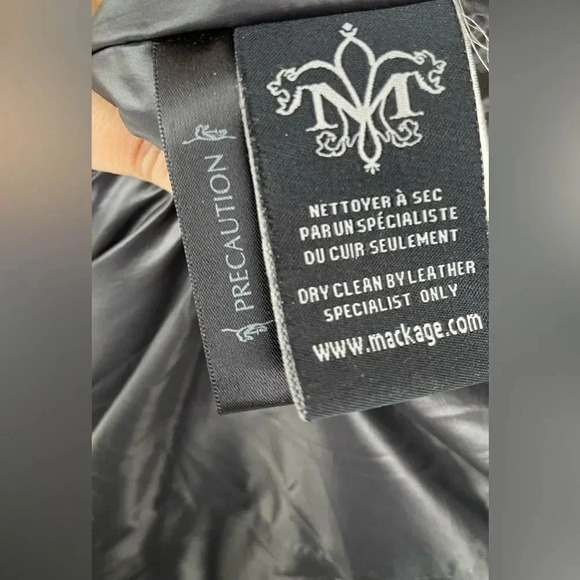 PRECAUTION
M
NETTOYER À SEC
PAR UN SPÉCIALISTE
DU CUIR SEULEMENT
DRY CLEAN BY LEATHER
SPECIALIST ONLY
www.mackage.com